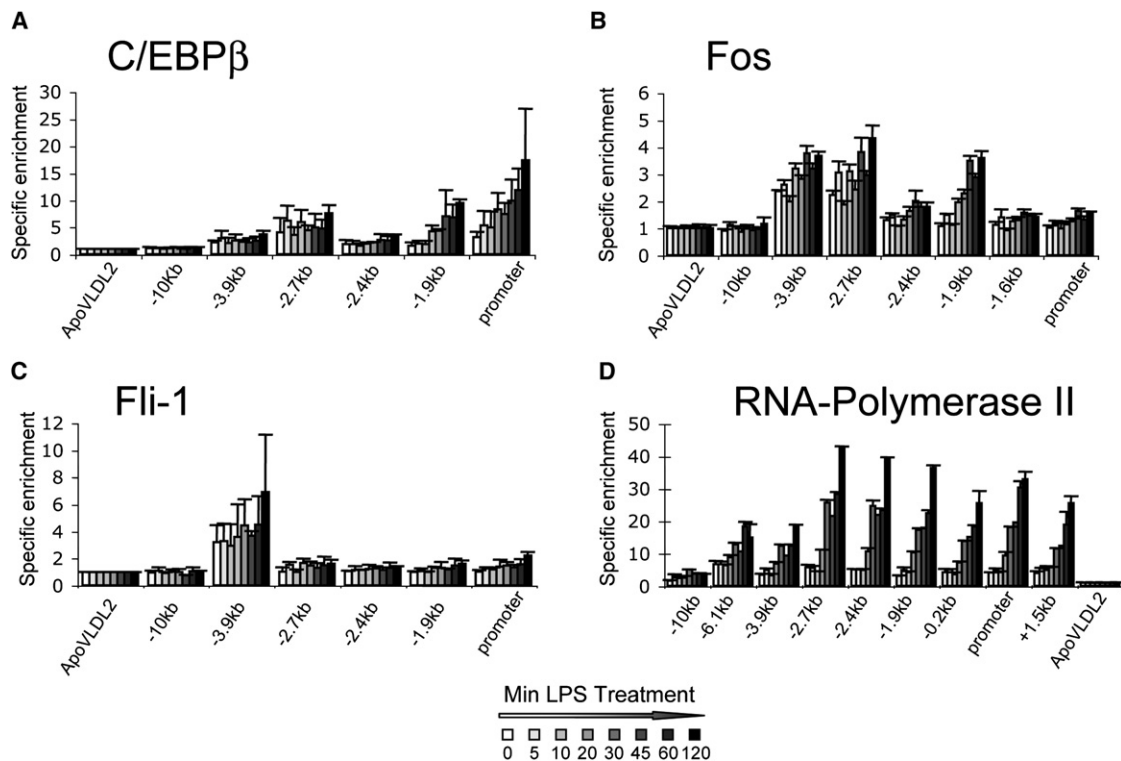 A
C/EBPβ
Specific enrichment
30
25
20
15
10
5
0
ApoVLDL2
-10Kb
-3.9kb
-2.7kb
-2.4kb
-1.9kb
promoter
B
Fos
Specific enrichment
6
5
4
3
2
1
0
ApoVLDL2
-10kb
-3.9kb
-2.7kb
-2.4kb
-1.9kb
-1.6kb
promoter
C
Fli-1
Specific enrichment
12
10
8
6
4
2
0
ApoVLDL2
-10kb
-3.9kb
-2.7kb
-2.4kb
-1.9kb
promoter
D
RNA-Polymerase II
Specific enrichment
50
40
30
20
10
0
-10kb
-6.1kb
-3.9kb
-2.7kb
-2.4kb
-1.9kb
-0.2kb
promoter
+1.5kb
ApoVLDL2
Min LPS Treatment
0 5 10 20 30 45 60 120